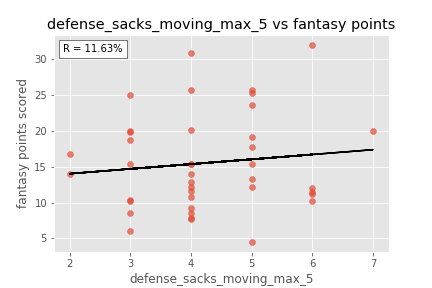 defense_sacks_moving_max_5 vs fantasy points
R = 11.63%
fantasy points scored
30
25
20
15
10
5
2 3 4 5 6 7
defense_sacks_moving_max_5